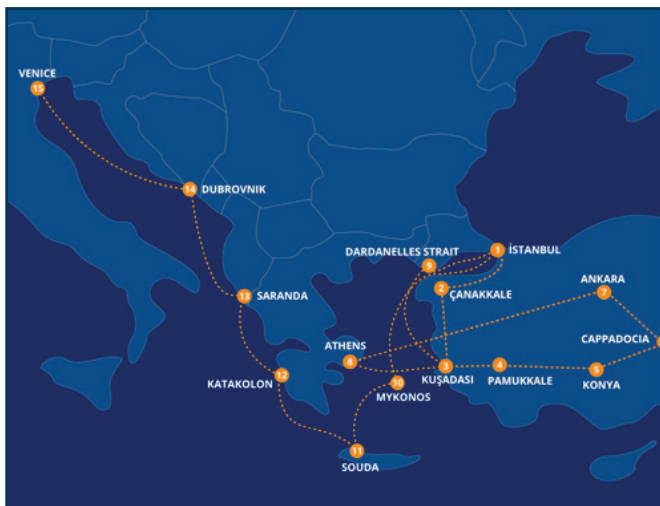 VENICE
15
14 DUBROVNIK
DARDANELLES STRAIT
9
1 İSTANBUL
ANKARA
7
2 ÇANAKKALE
13 SARANDA
CAPPADOCIA
ATHENS
8
3
KUŞADASI
4
PAMUKKALE
5
KONYA
12
KATAKOLON
10
MYKONOS
11
SOUDA